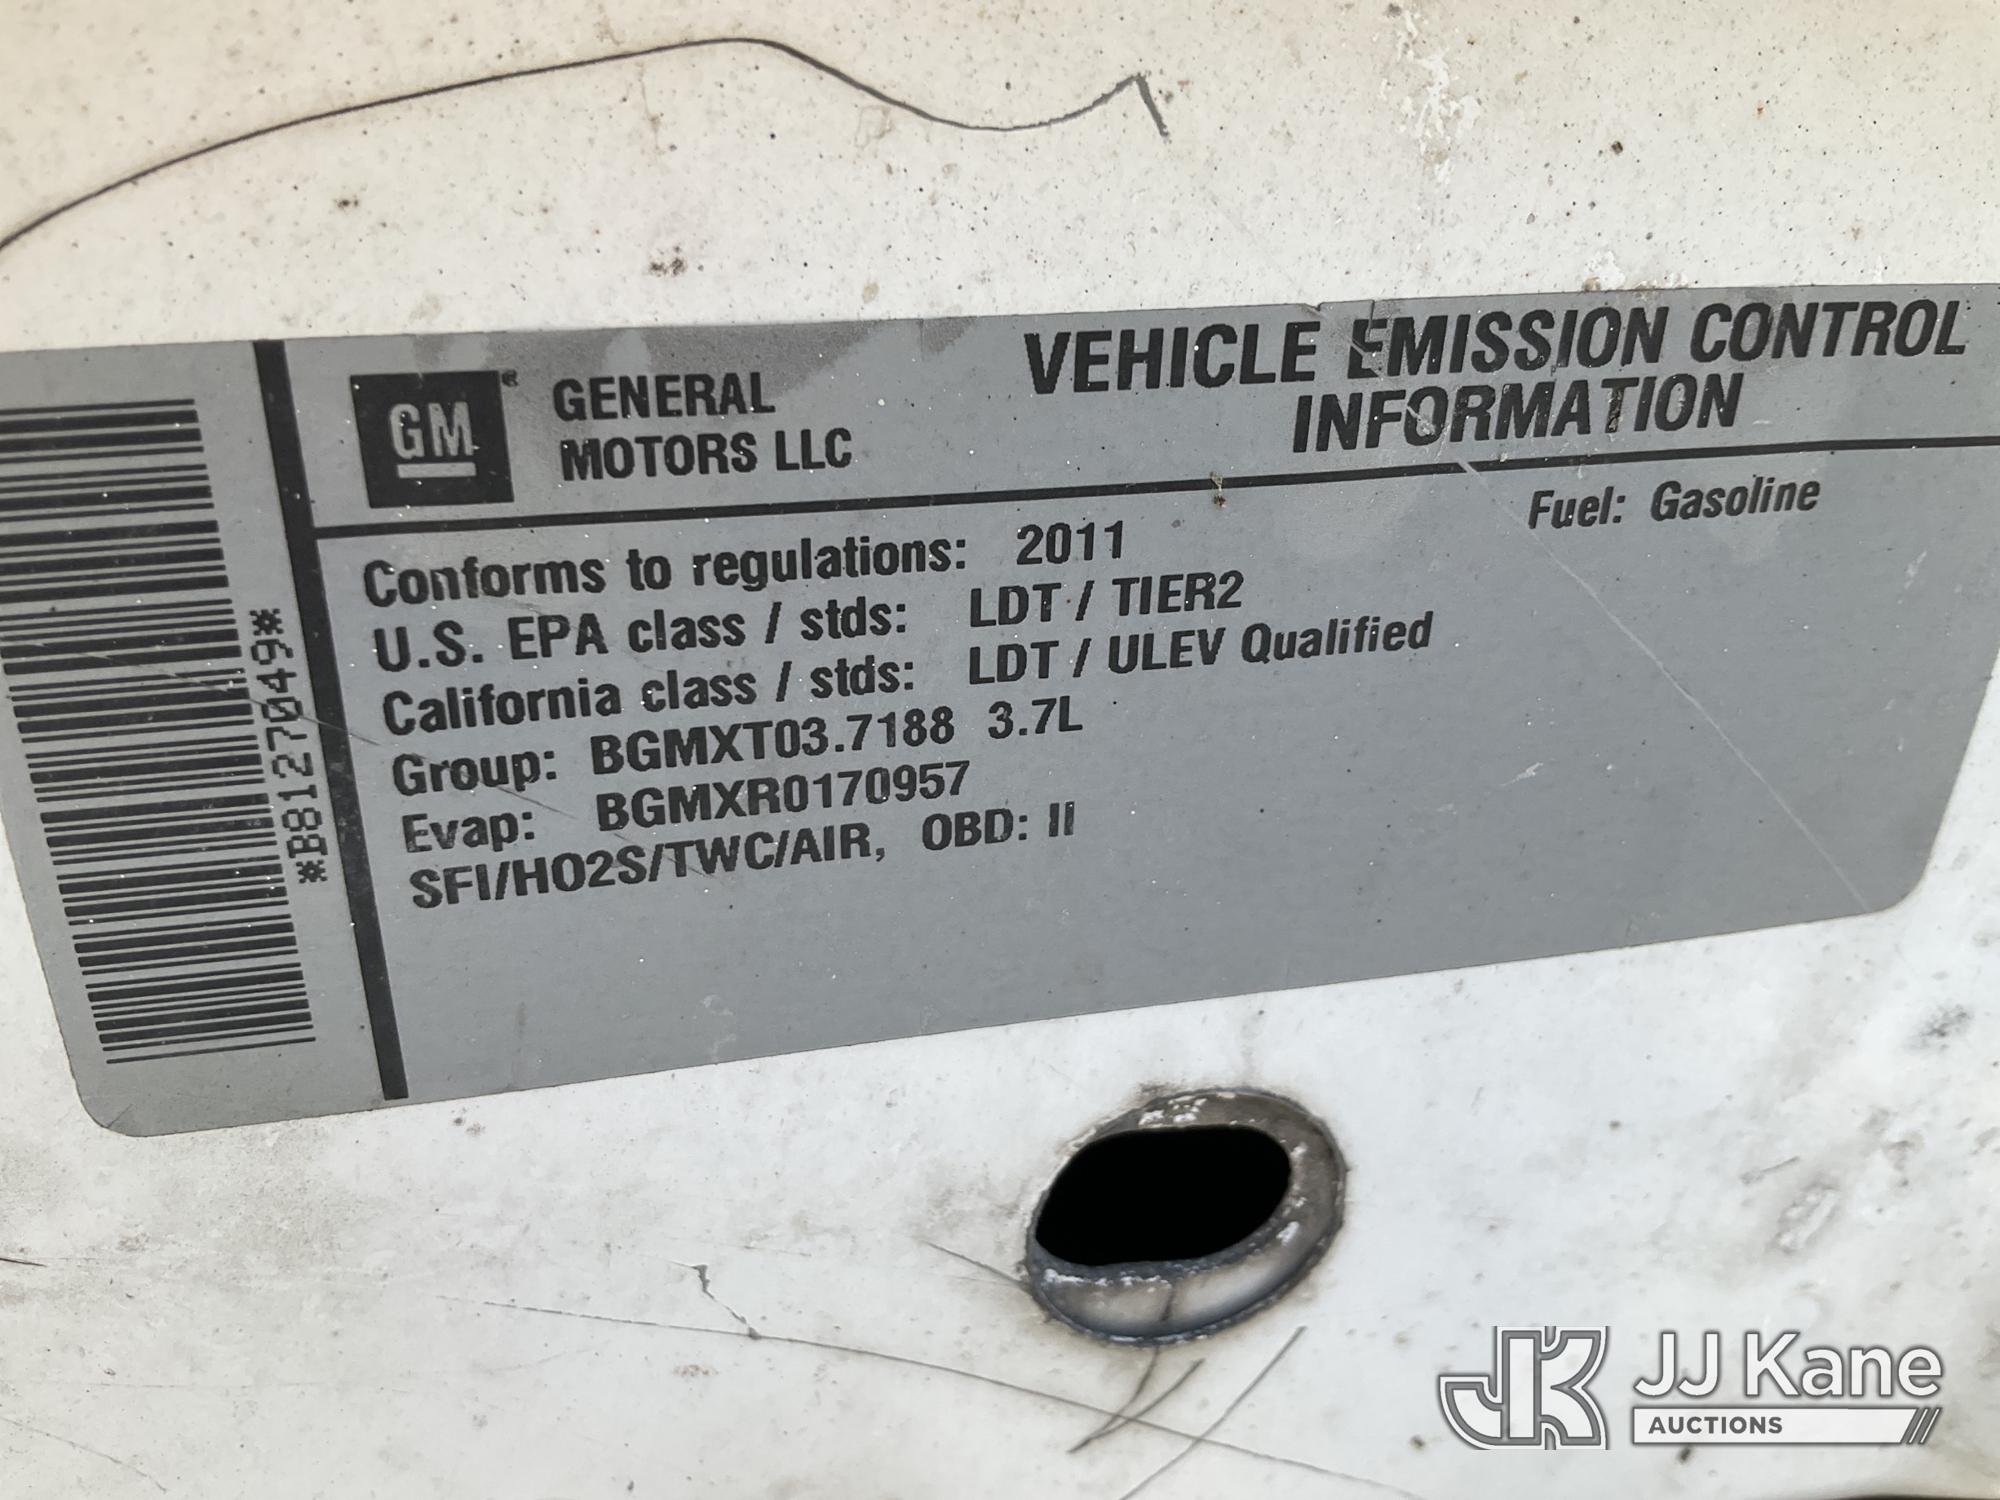 GM® GENERAL
MOTORS LLC
VEHICLE EMISSION CONTROL
INFORMATION
Fuel: Gasoline
Conforms to regulations: 2011
U.S. EPA class / stds: LDT / TIER2
California class / stds: LDT / ULEV Qualified
Group: BGMXT03.7188 3.7L
Evap: BGMXR0170957
SFI/HO2S/TWC/AIR, OBD: II
*B81270449*
JK JJ Kane
AUCTIONS